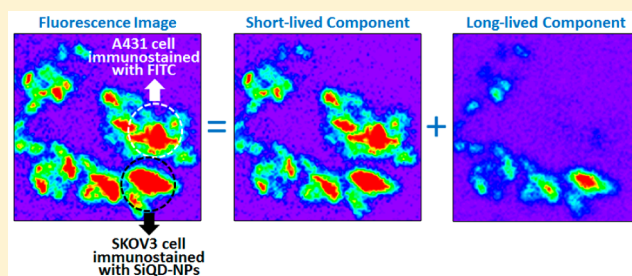 Fluorescence Image
Short-lived Component
Long-lived Component
A431 cell
immunostained
with FITC
=
+
SKOV3 cell
immunostained
with SiQD-NPs